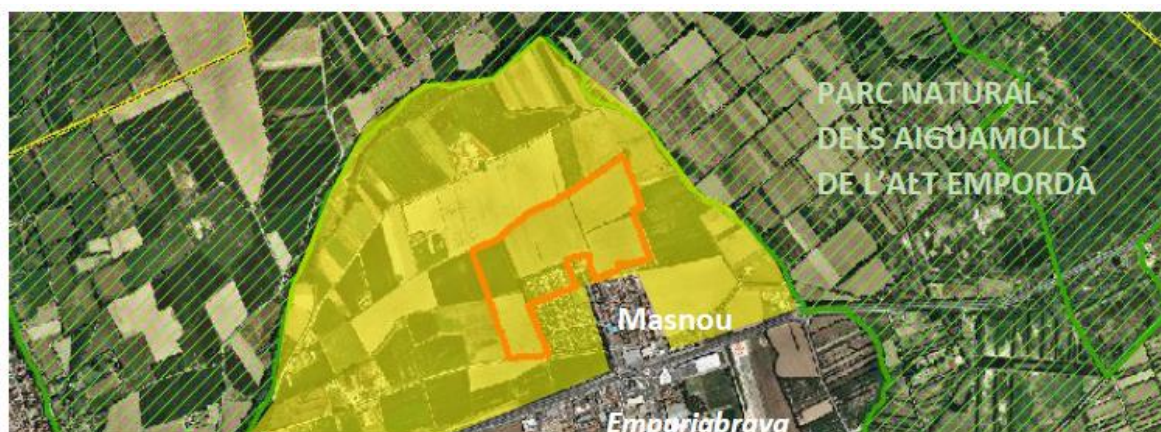 PARC NATURAL
DELS AIGUAMOLLS
DE L'ALT EMPORDÀ
Masnou
Empuriabrava